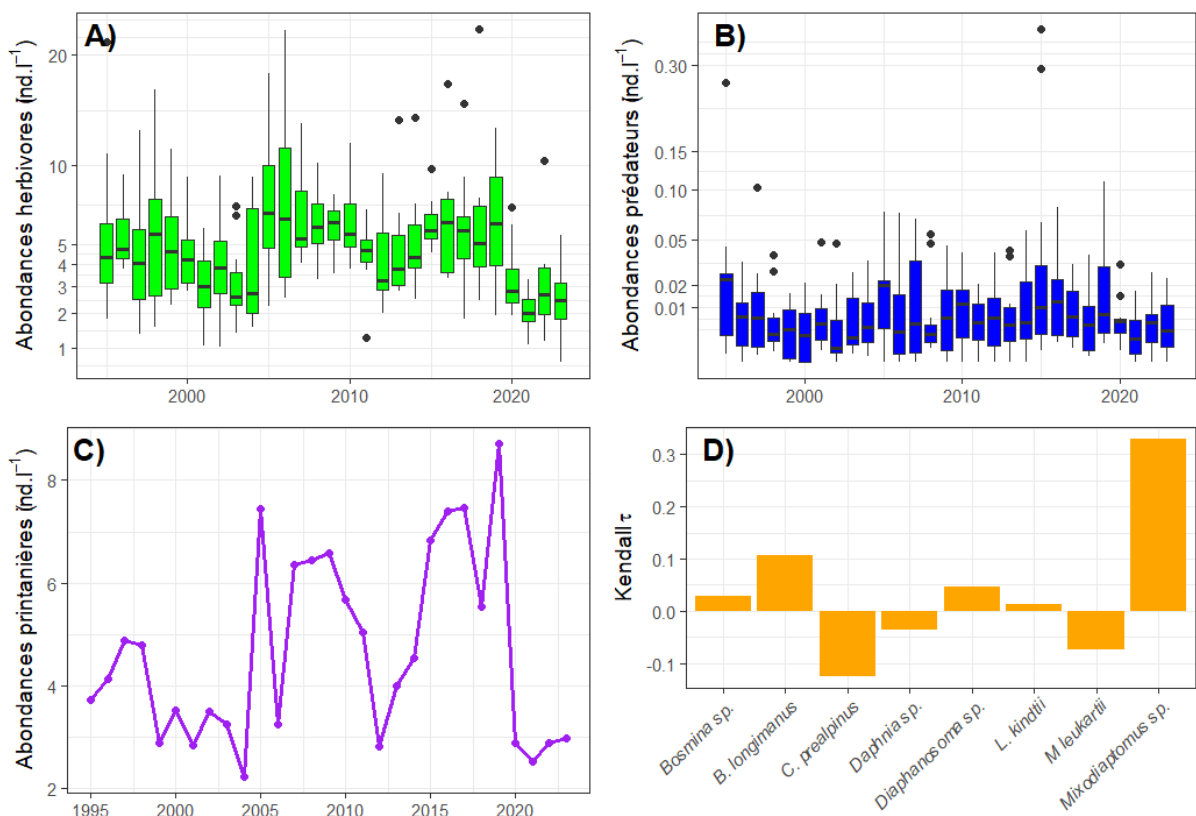 A)
Abondances herbivores (nd.l⁻¹)
20
10
5
4
3
2
1
2000
2010
2020
B)
Abondances prédateurs (nd.l⁻¹)
0.30
0.15
0.10
0.05
0.02
0.01
2000
2010
2020
C)
Abondances printanières (nd.l⁻¹)
8
6
4
2
1995
2000
2005
2010
2015
2020
D)
Kendall τ
0.3
0.2
0.1
0.0
-0.1
Bosmina sp.
B. longimanus
C. prealpinus
Daphnia sp.
Diaphanosoma sp.
L. kindtii
M leukartii
Mixodiaptomus sp.